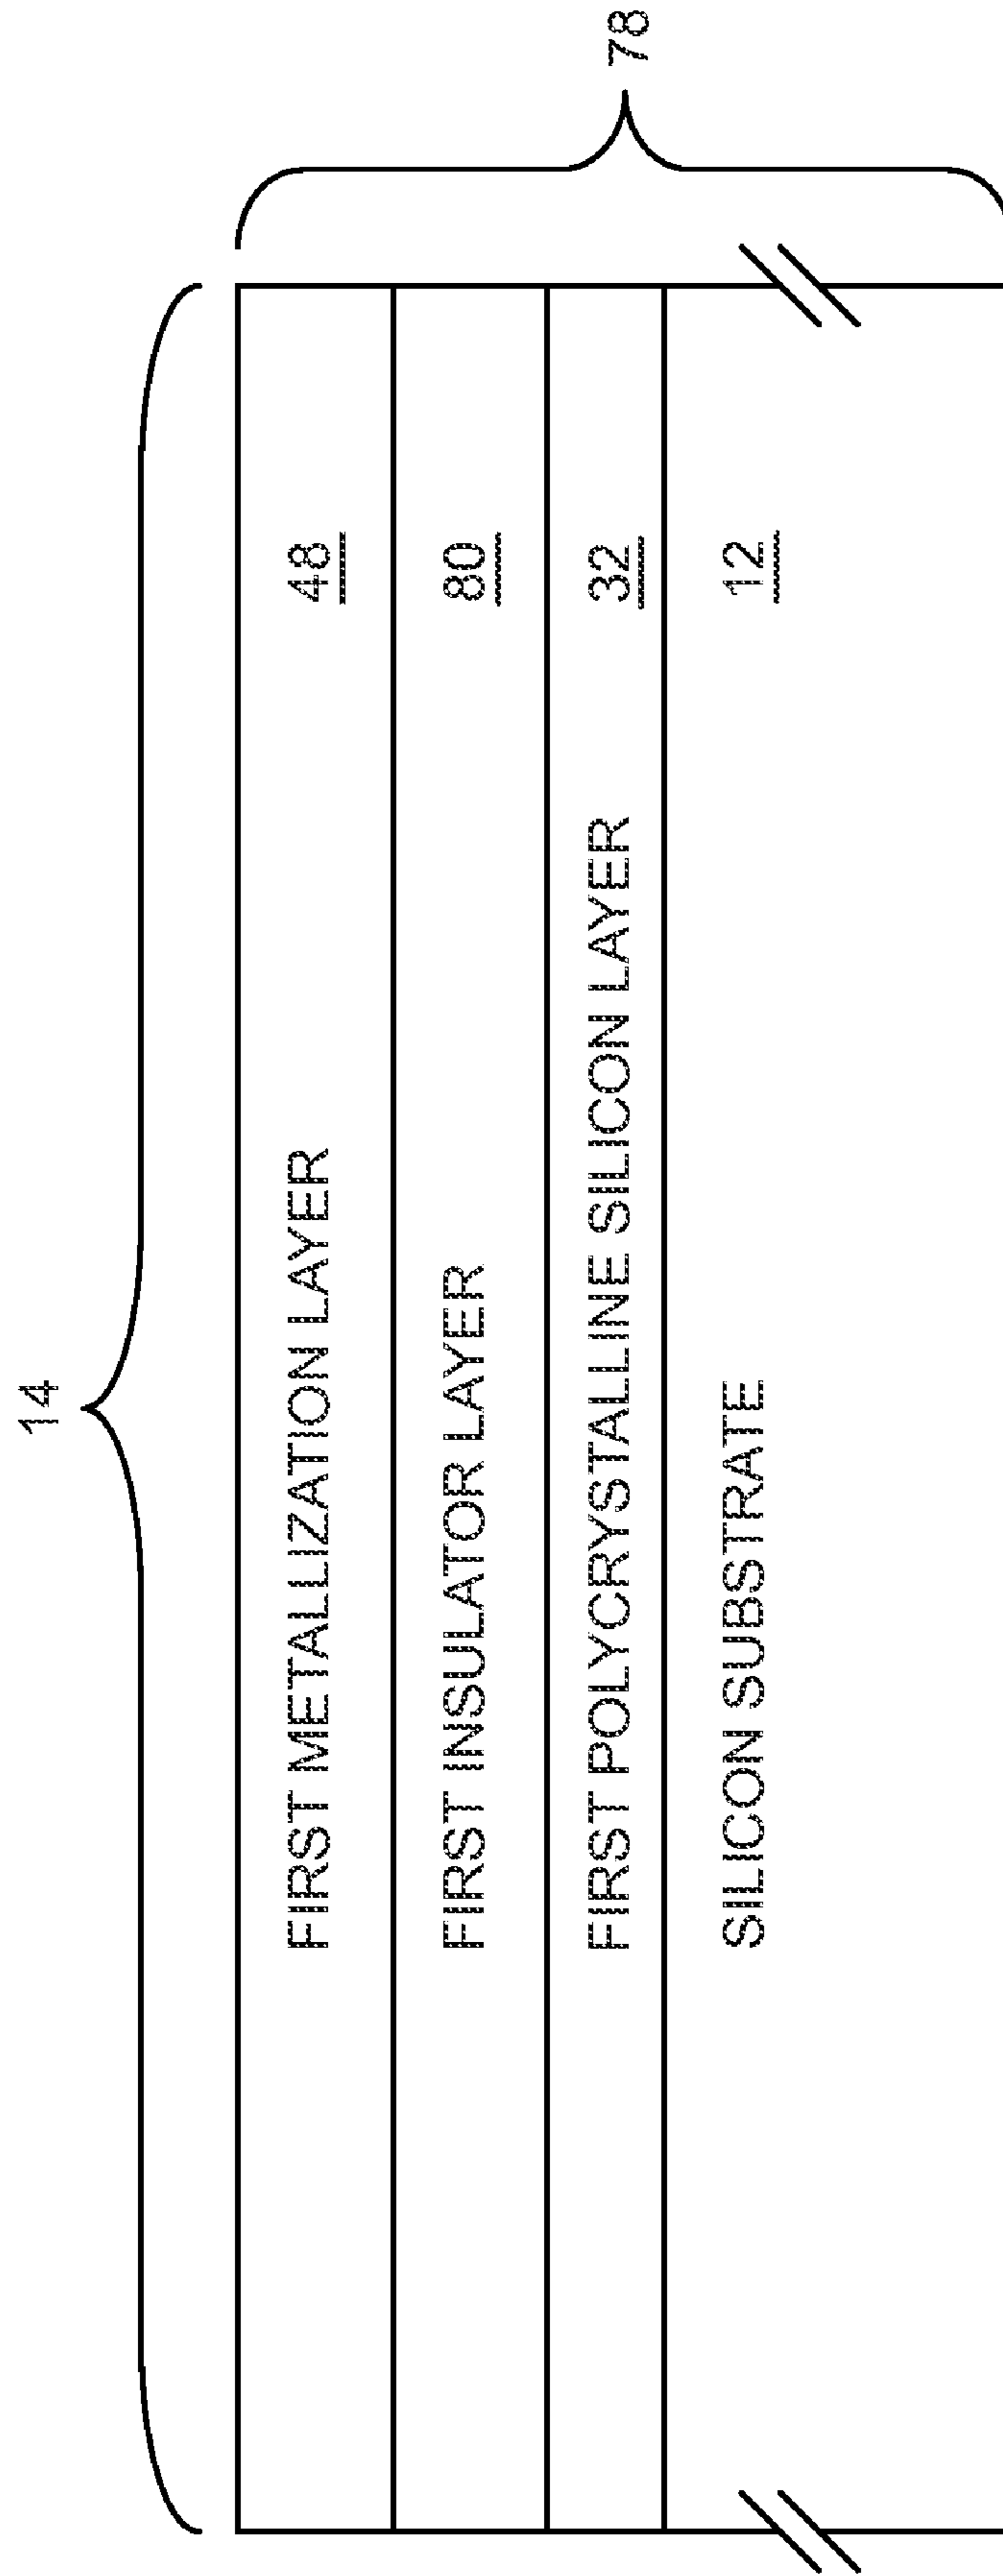 14
FIRST METALLIZATION LAYER 48
FIRST INSULATOR LAYER 80
FIRST POLYCRYSTALLINE SILICON LAYER 32
SILICON SUBSTRATE 12
78